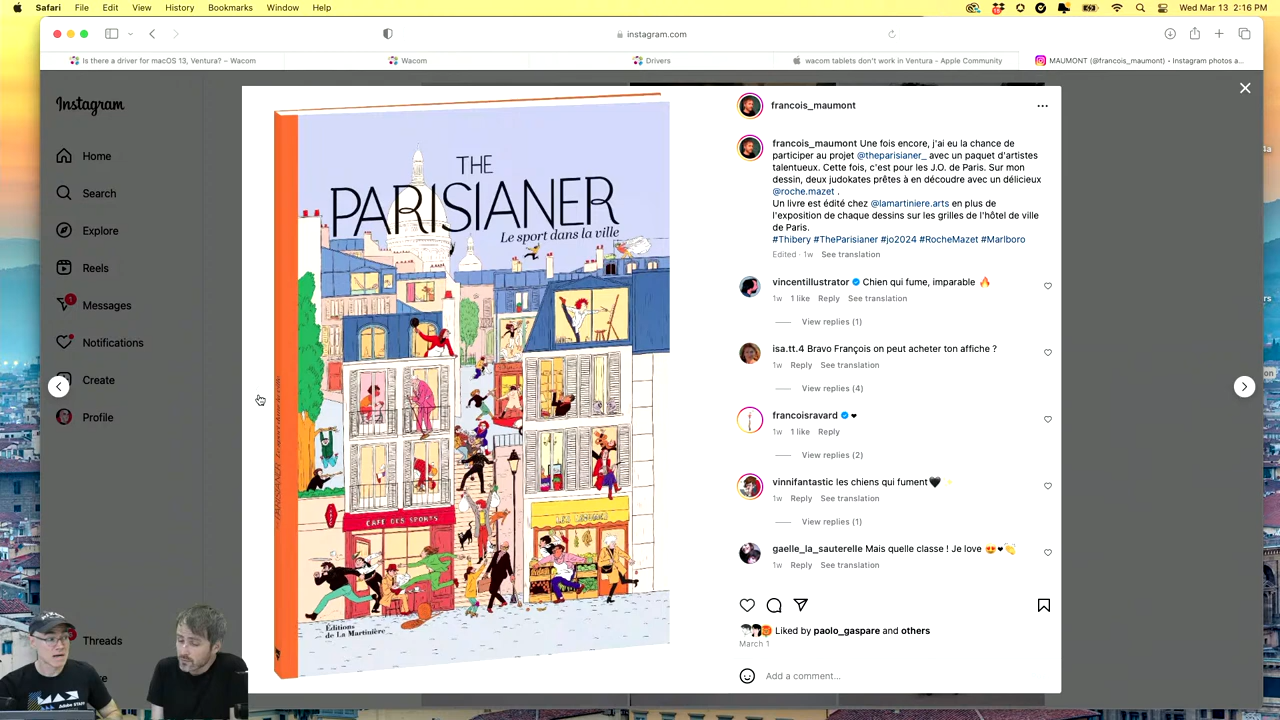 Safari File Edit View History Bookmarks Window Help Wed Mar 13 2:16 PM
instagram.com
Is there a driver for macOS 13, Ventura? – Wacom
Wacom
Drivers
wacom tablets don't work in Ventura - Apple Community
MAUMONT (@francois_maumont) • Instagram photos a...
Instagram
Home
Search
Explore
Reels
Messages
1
Notifications
Create
Profile
Threads
THE
PARISIANER
Le sport dans la ville
CAFE DES SPORTS
Éditions
de La Martinière
francois_maumont
francois_maumont Une fois encore, j'ai eu la chance de
participer au projet @theparisianer_ avec un paquet d'artistes
talentueux. Cette fois, c'est pour les J.O. de Paris. Sur mon
dessin, deux judokates prêtes à en découdre avec un délicieux
@roche.mazet .
Un livre est édité chez @lamartiniere.arts en plus de
l'exposition de chaque dessins sur les grilles de l'hôtel de ville
de Paris.
#Thibery #TheParisianer #jo2024 #RocheMazet #Marlboro
Edited · 1w See translation
vincentillustrator Chien qui fume, imparable 🔥
1w 1 like Reply See translation
View replies (1)
isa.tt.4 Bravo François on peut acheter ton affiche ?
1w Reply See translation
View replies (4)
francoisravard ❤
1w 1 like Reply
View replies (2)
vinnifantastic les chiens qui fument🖤✨
1w Reply See translation
View replies (1)
gaelle_la_sauterelle Mais quelle classe ! Je love 😍❤👏
1w Reply See translation
Liked by paolo_gaspare and others
March 1
Add a comment...